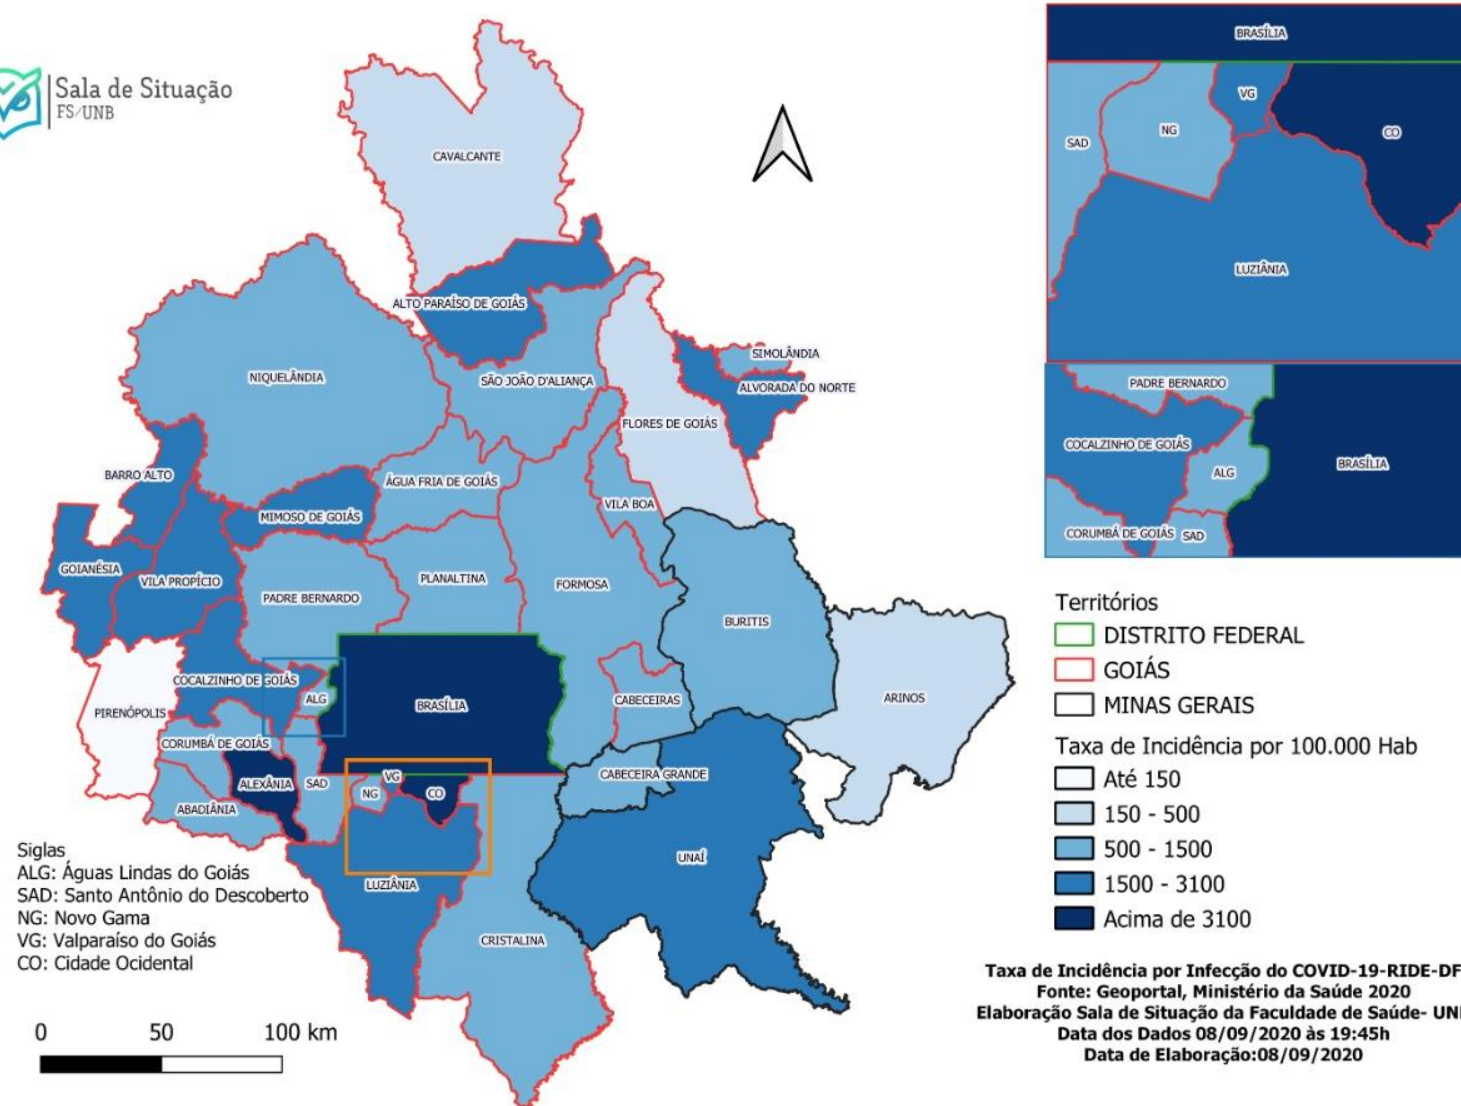 Sala de Situação
FS/UNB
CAVALCANTE
ALTO PARAÍSO DE GOIÁS
SIMOLÂNDIA
NIQUELÂNDIA
SÃO JOÃO D'ALIANÇA
ALVORADA DO NORTE
FLORES DE GOIÁS
BARRO ALTO
ÁGUA FRIA DE GOIÁS
VILA BOA
MIMOSO DE GOIÁS
GOIANÉSIA
VILA PROPÍCIO
PLANALTINA
FORMOSA
PADRE BERNARDO
BURITIS
COCALZINHO DE GOIÁS
ALG
BRASÍLIA
CABECEIRAS
ARINOS
PIRENÓPOLIS
CORUMBÁ DE GOIÁS
ALEXÂNIA
SAD
VG
CABECEIRA GRANDE
NG
CO
ABADIÂNIA
UNAÍ
LUZIÂNIA
CRISTALINA
Siglas
ALG: Águas Lindas do Goiás
SAD: Santo Antônio do Descoberto
NG: Novo Gama
VG: Valparaíso do Goiás
CO: Cidade Ocidental
0 50 100 km
BRASÍLIA
VG
NG
CO
SAD
LUZIÂNIA
PADRE BERNARDO
COCALZINHO DE GOIÁS
ALG
BRASÍLIA
CORUMBÁ DE GOIÁS
SAD
Territórios
DISTRITO FEDERAL
GOIÁS
MINAS GERAIS
Taxa de Incidência por 100.000 Hab
Até 150
150 - 500
500 - 1500
1500 - 3100
Acima de 3100
Taxa de Incidência por Infecção do COVID-19-RIDE-DF
Fonte: Geoportal, Ministério da Saúde 2020
Elaboração Sala de Situação da Faculdade de Saúde- UN
Data dos Dados 08/09/2020 às 19:45h
Data de Elaboração:08/09/2020